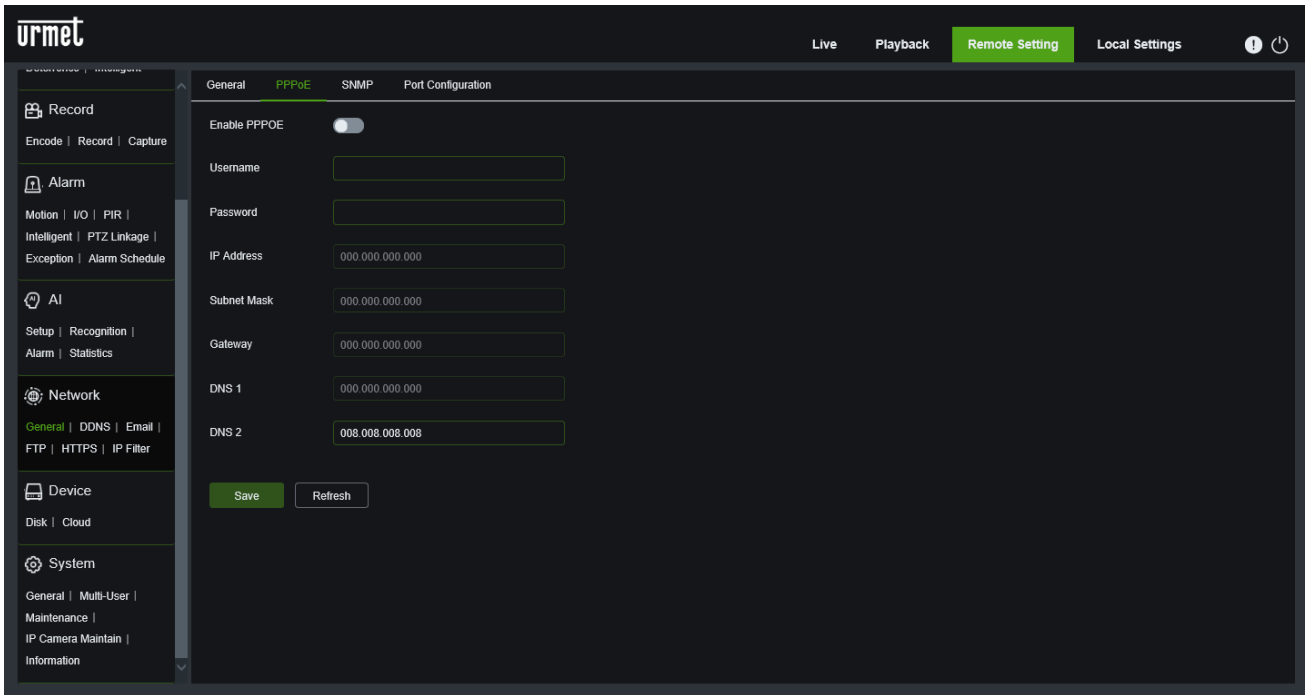 urmet
Live Playback Remote Setting Local Settings
Deterrence | Intelligent
Record
Encode | Record | Capture
Alarm
Motion | I/O | PIR |
Intelligent | PTZ Linkage |
Exception | Alarm Schedule
AI
Setup | Recognition |
Alarm | Statistics
Network
General | DDNS | Email |
FTP | HTTPS | IP Filter
Device
Disk | Cloud
System
General | Multi-User |
Maintenance |
IP Camera Maintain |
Information
General PPPoE SNMP Port Configuration
Enable PPPOE
Username
Password
IP Address 000.000.000.000
Subnet Mask 000.000.000.000
Gateway 000.000.000.000
DNS 1 000.000.000.000
DNS 2 008.008.008.008
Save Refresh